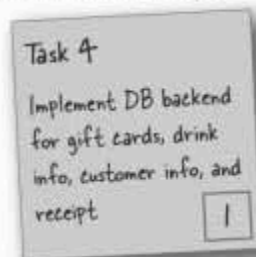 Task 4
Implement DB backend
for gift cards, drink
info, customer info, and
receipt
1